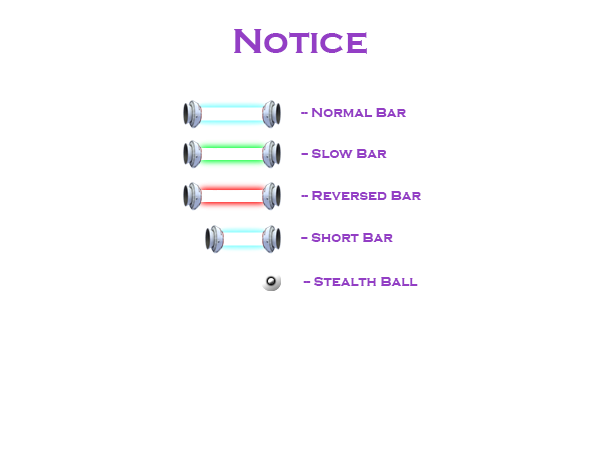 Notice
-- Normal Bar
-- Slow Bar
-- Reversed Bar
-- Short Bar
-- Stealth Ball